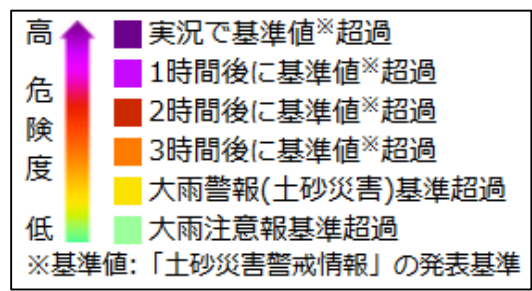 高
危
険
度
低
実況で基準値※超過
1時間後に基準値※超過
2時間後に基準値※超過
3時間後に基準値※超過
大雨警報(土砂災害)基準超過
大雨注意報基準超過
※基準値:「土砂災害警戒情報」の発表基準